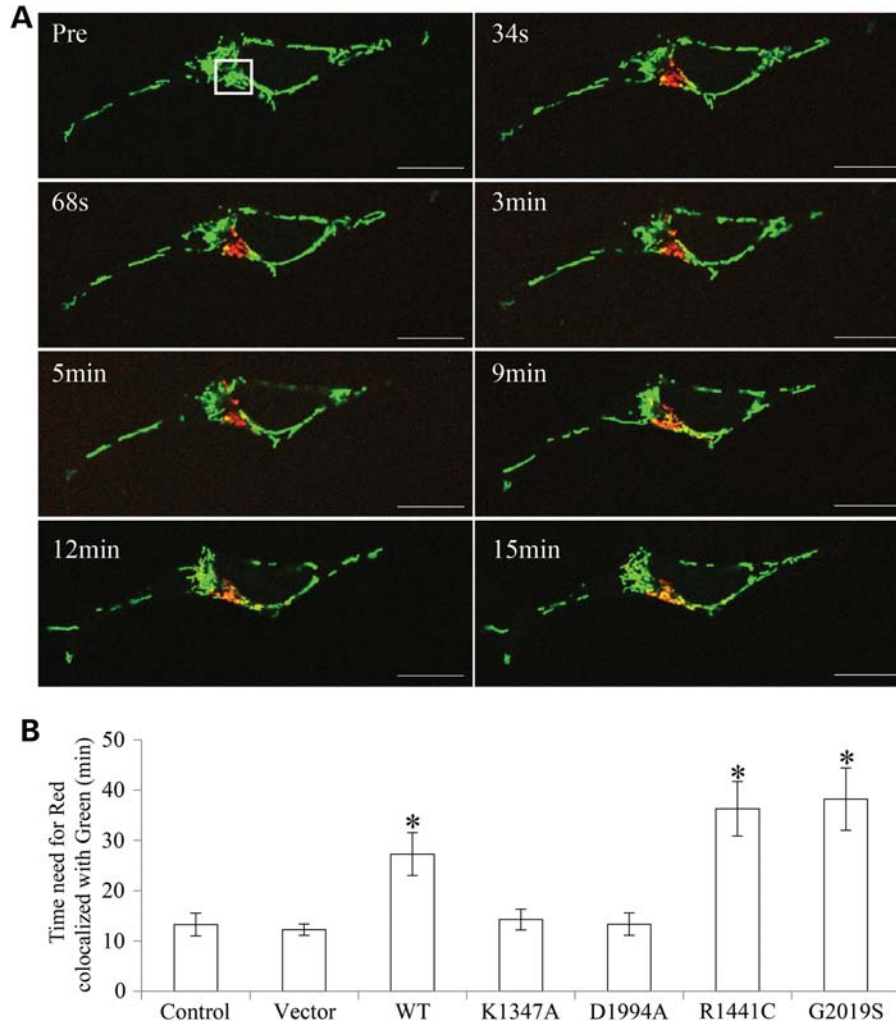 A
Pre
34s
68s
3min
5min
9min
12min
15min
B
Time need for Red
colocalized with Green (min)
50
40
30
20
10
0
*
*
*
Control Vector WT K1347A D1994A R1441C G2019S